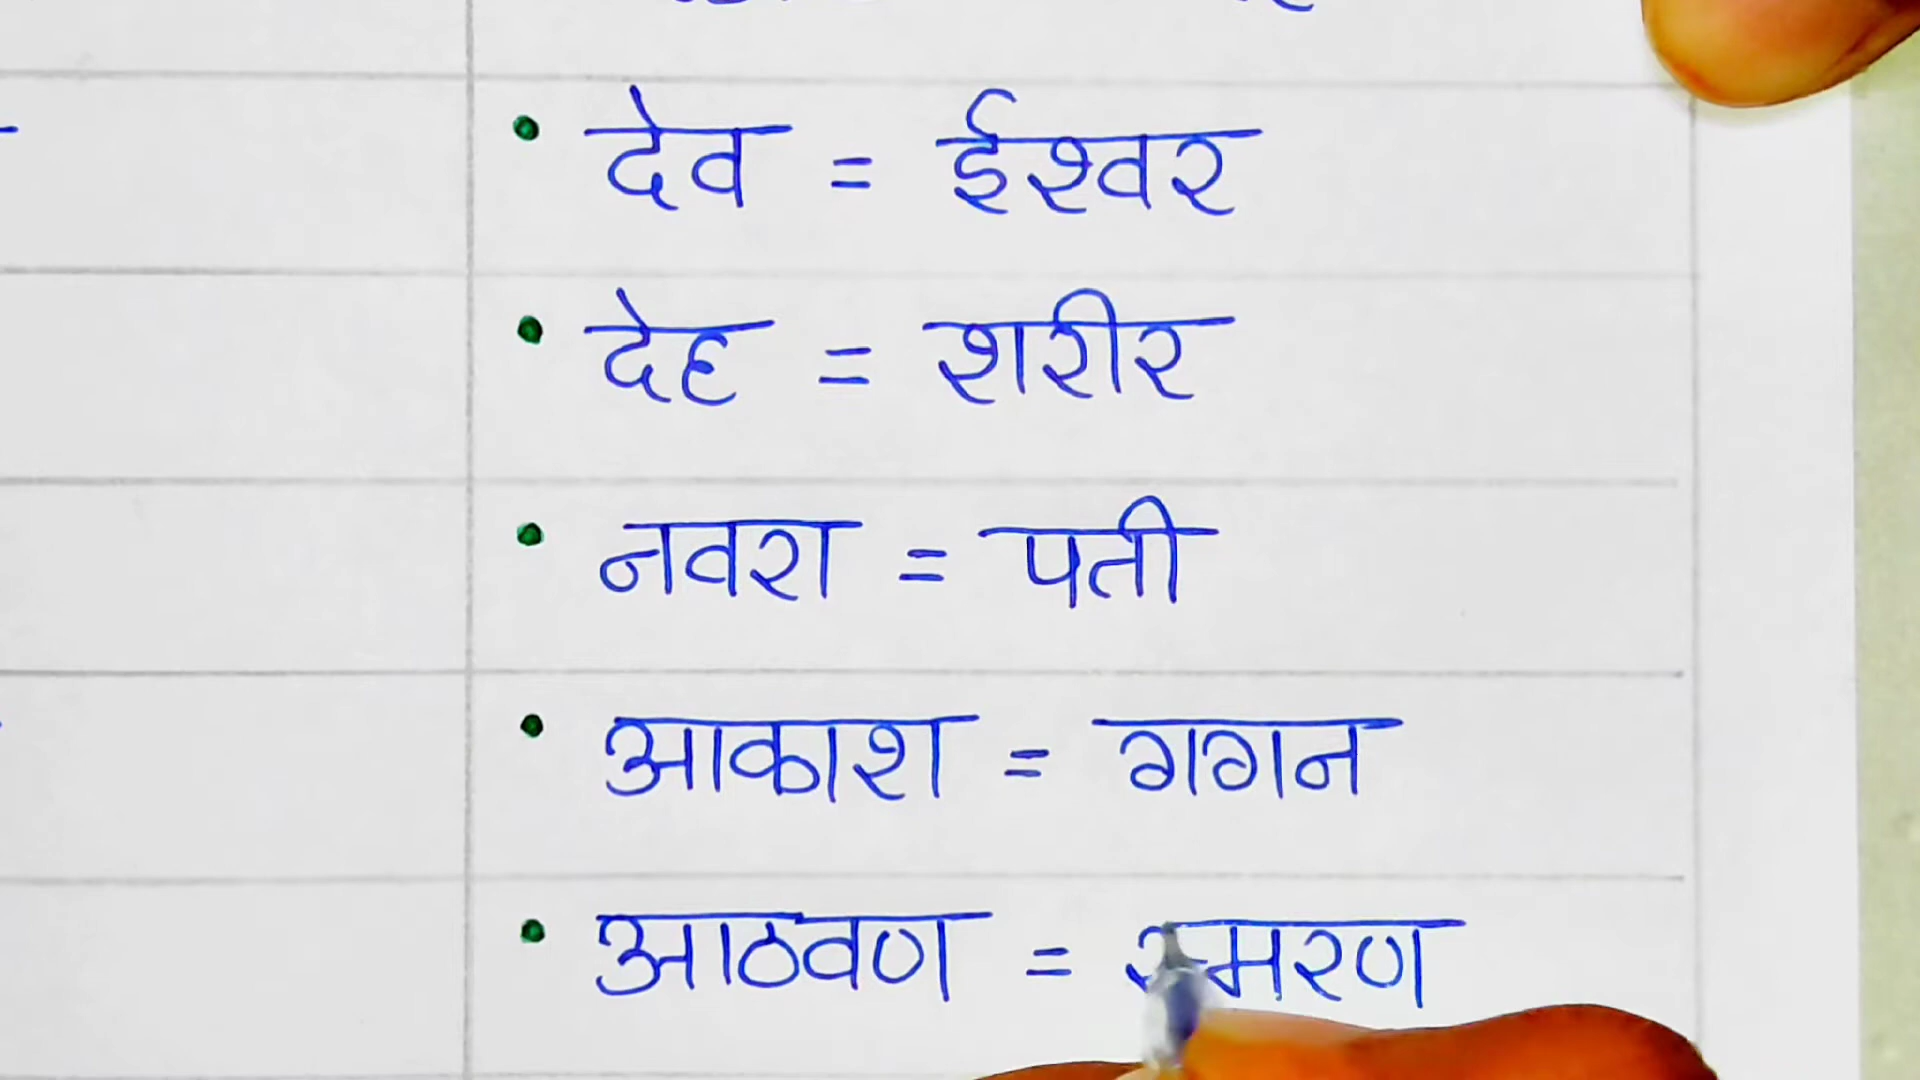 • देव = ईश्वर
• देह = शरीर
• नवरा = पती
• आकाश = गगन
• आठवण = स्मरण